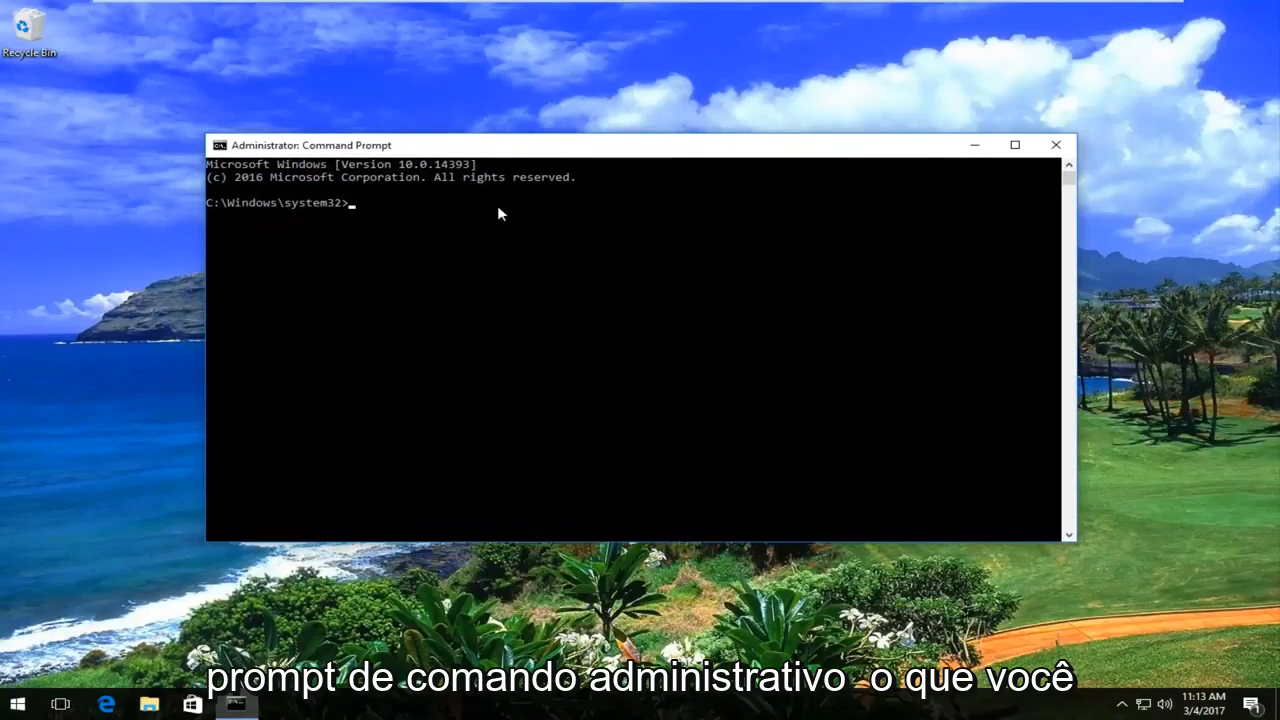 Recycle Bin
Administrator: Command Prompt
Microsoft Windows [Version 10.0.14393]
(c) 2016 Microsoft Corporation. All rights reserved.
C:\Windows\system32>
prompt de comando administrativo o que você
11:13 AM
3/4/2017